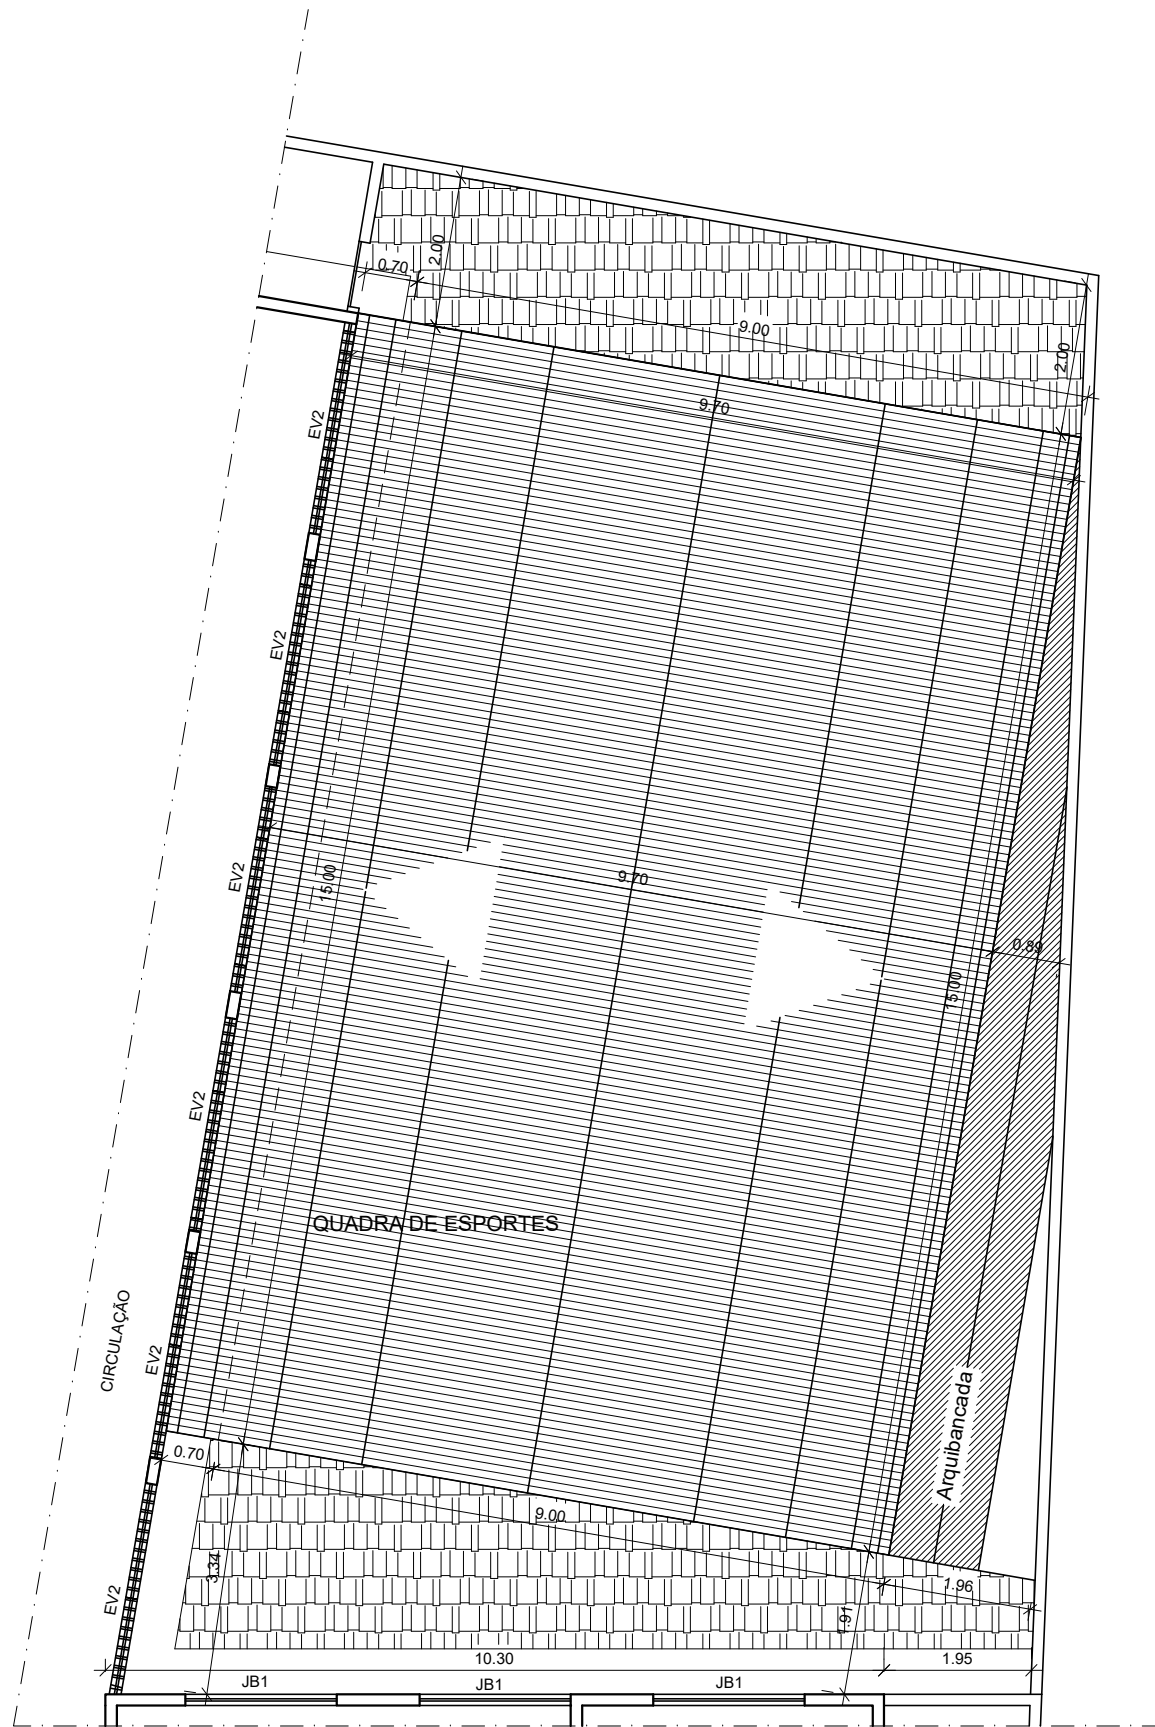 2.00
0.70
9.00
2.00
9.70
EV2
EV2
9.70
15.00
EV2
0.89
15.00
EV2
QUADRA DE ESPORTES
CIRCULAÇÃO
EV2
Arquibancada
0.70
9.00
3.34
1.96
EV2
1.91
10.30
1.95
JB1
JB1
JB1